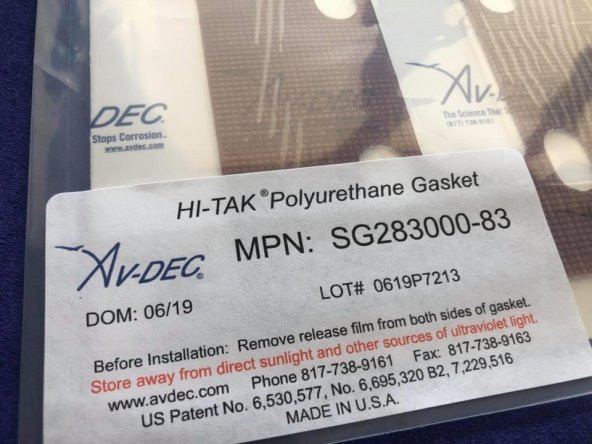 DEC
Stops Corrosion...
www.avdec.com
AV-DE
The Science That S
(817) 738-9161
HI-TAK® Polyurethane Gasket
AV-DEC®
MPN: SG283000-83
DOM: 06/19
LOT# 0619P7213
Before Installation: Remove release film from both sides of gasket.
Store away from direct sunlight and other sources of ultraviolet light.
www.avdec.com Phone 817-738-9161 Fax: 817-738-9163
US Patent No. 6,530,577, No. 6,695,320 B2, 7,229,516
MADE IN U.S.A.